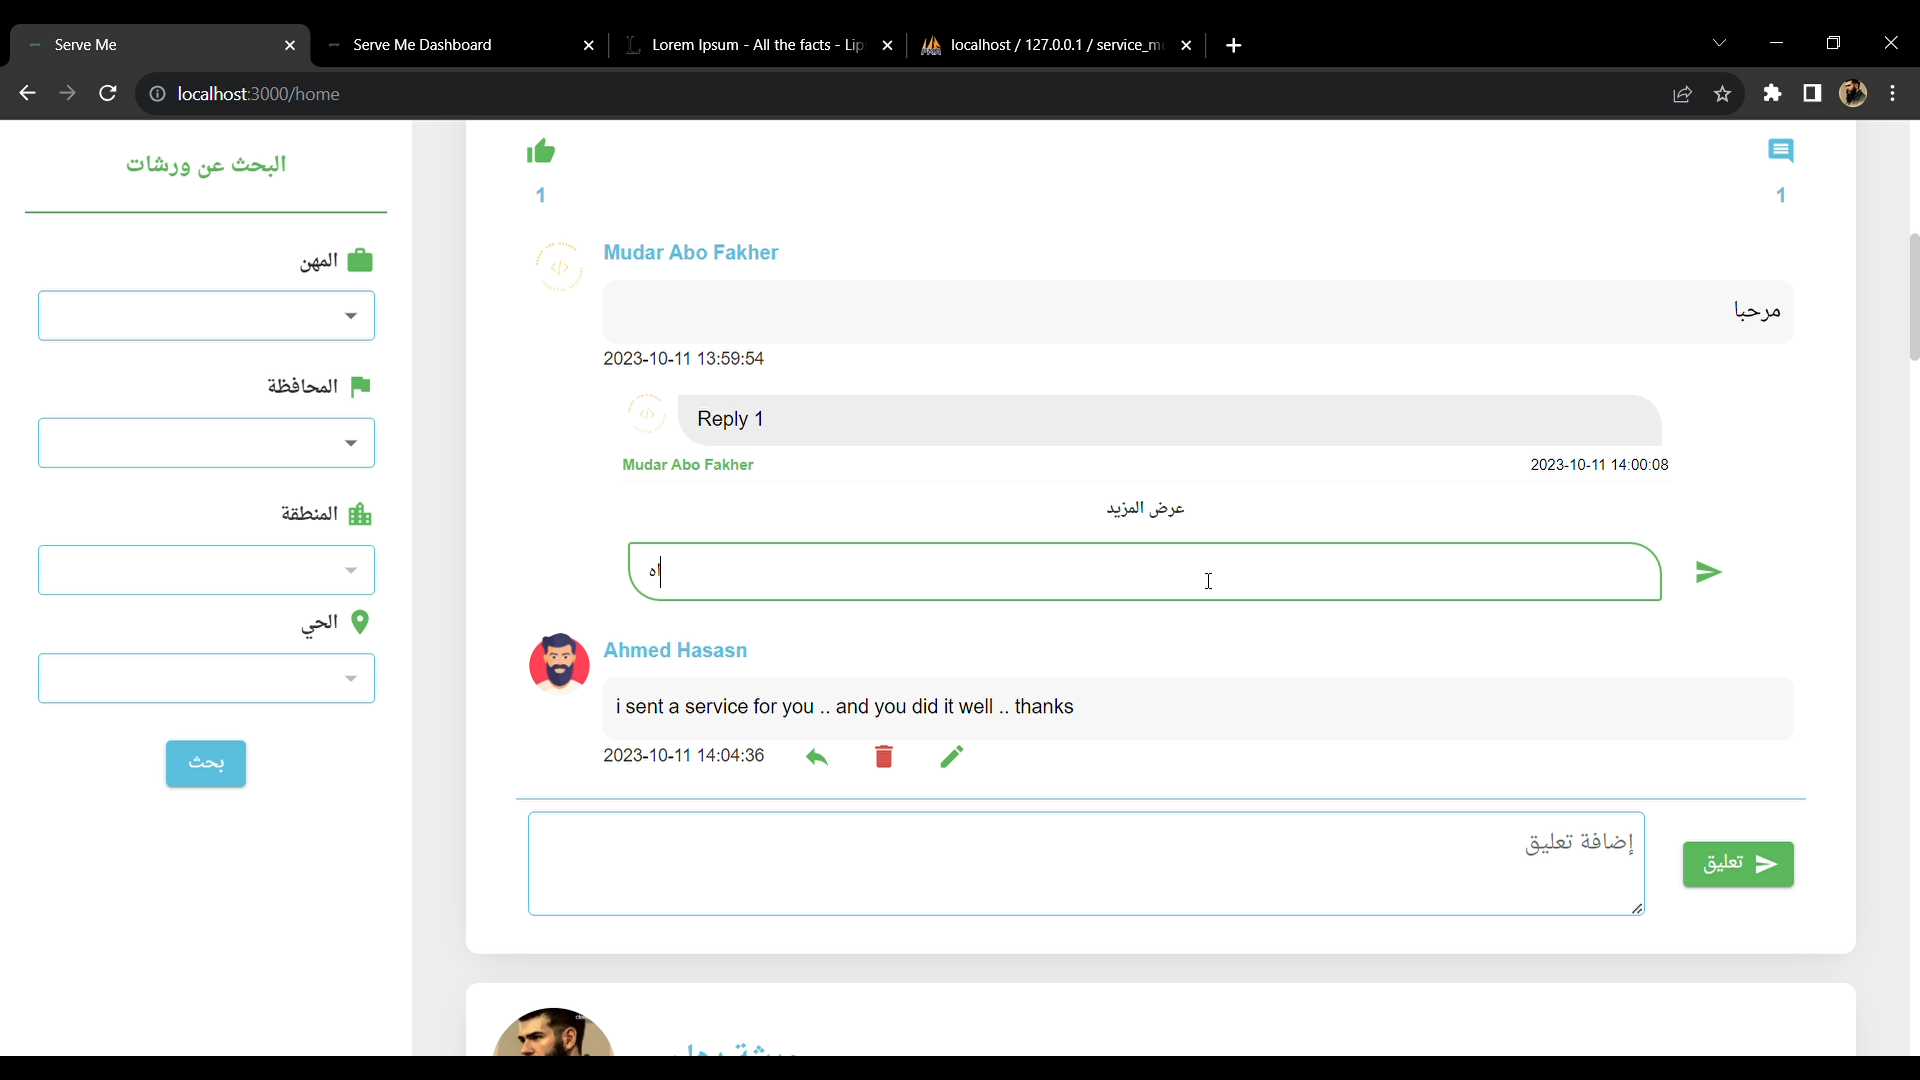 Serve Me
Serve Me Dashboard
Lorem Ipsum - All the facts - Lip
localhost / 127.0.0.1 / service_m
localhost:3000/home
البحث عن ورشات
المهن
المحافظة
المنطقة
الحي
بحث
1
1
Mudar Abo Fakher
مرحبا
2023-10-11 13:59:54
Reply 1
Mudar Abo Fakher
2023-10-11 14:00:08
عرض المزيد
اه
Ahmed Hasasn
i sent a service for you .. and you did it well .. thanks
2023-10-11 14:04:36
إضافة تعليق
تعليق